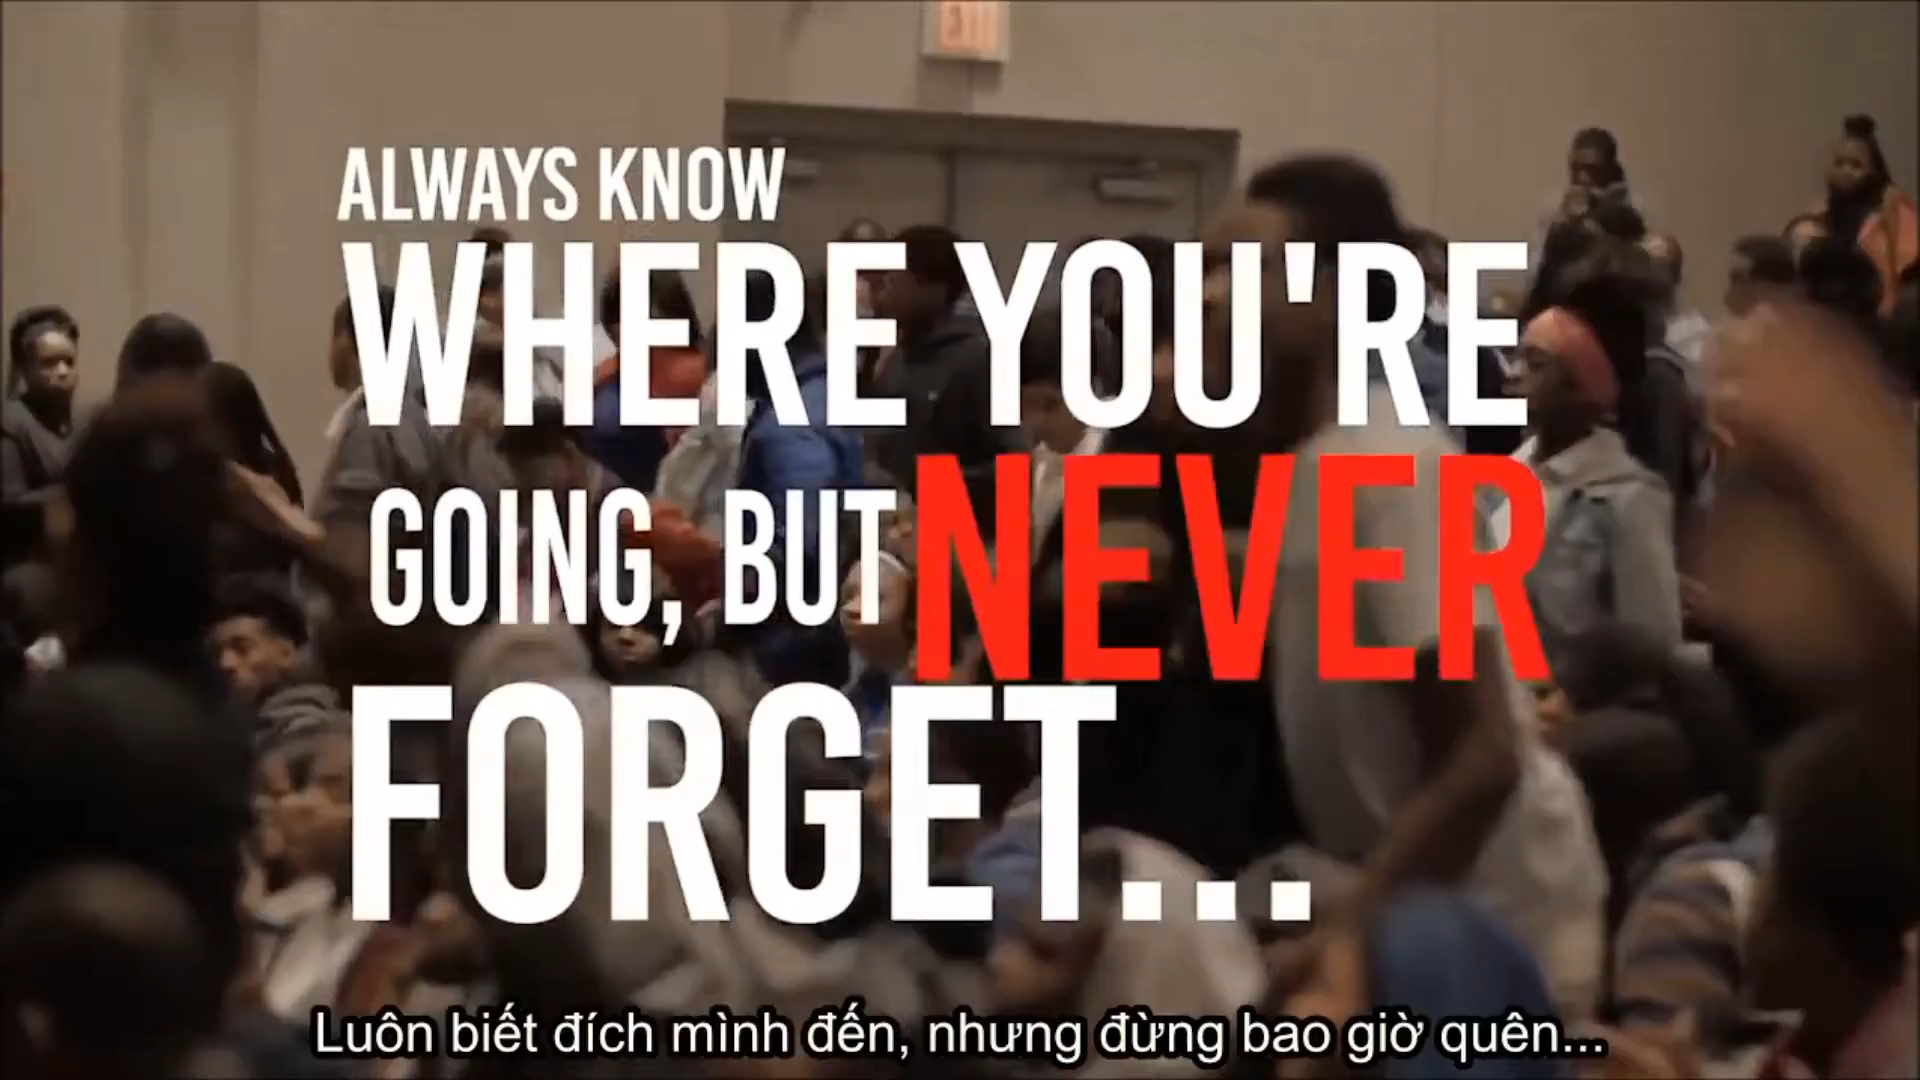 EXIT
ALWAYS KNOW
WHERE YOU'RE
GOING, BUT NEVER
FORGET...
Luôn biết đích mình đến, nhưng đừng bao giờ quên...